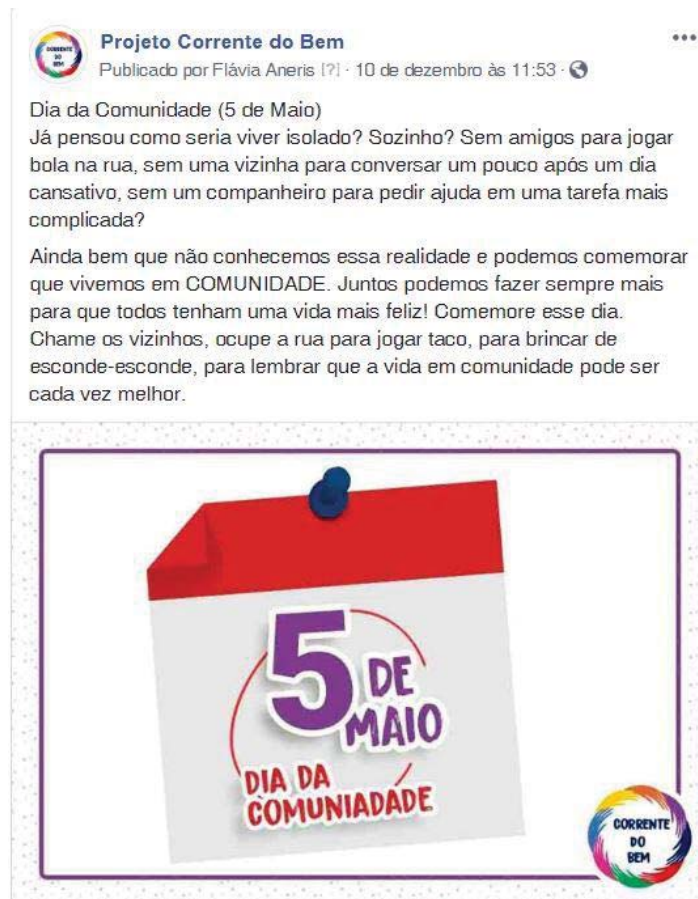 CORRENTE
DO
BEM
Projeto Corrente do Bem
Publicado por Flávia Aneris [?] · 10 de dezembro às 11:53 ·
Dia da Comunidade (5 de Maio)
Já pensou como seria viver isolado? Sozinho? Sem amigos para jogar
bola na rua, sem uma vizinha para conversar um pouco após um dia
cansativo, sem um companheiro para pedir ajuda em uma tarefa mais
complicada?
Ainda bem que não conhecemos essa realidade e podemos comemorar
que vivemos em COMUNIDADE. Juntos podemos fazer sempre mais
para que todos tenham uma vida mais feliz! Comemore esse dia.
Chame os vizinhos, ocupe a rua para jogar taco, para brincar de
esconde-esconde, para lembrar que a vida em comunidade pode ser
cada vez melhor.
5 DE
MAIO
DIA DA
COMUNIADADE
CORRENTE
DO
BEM